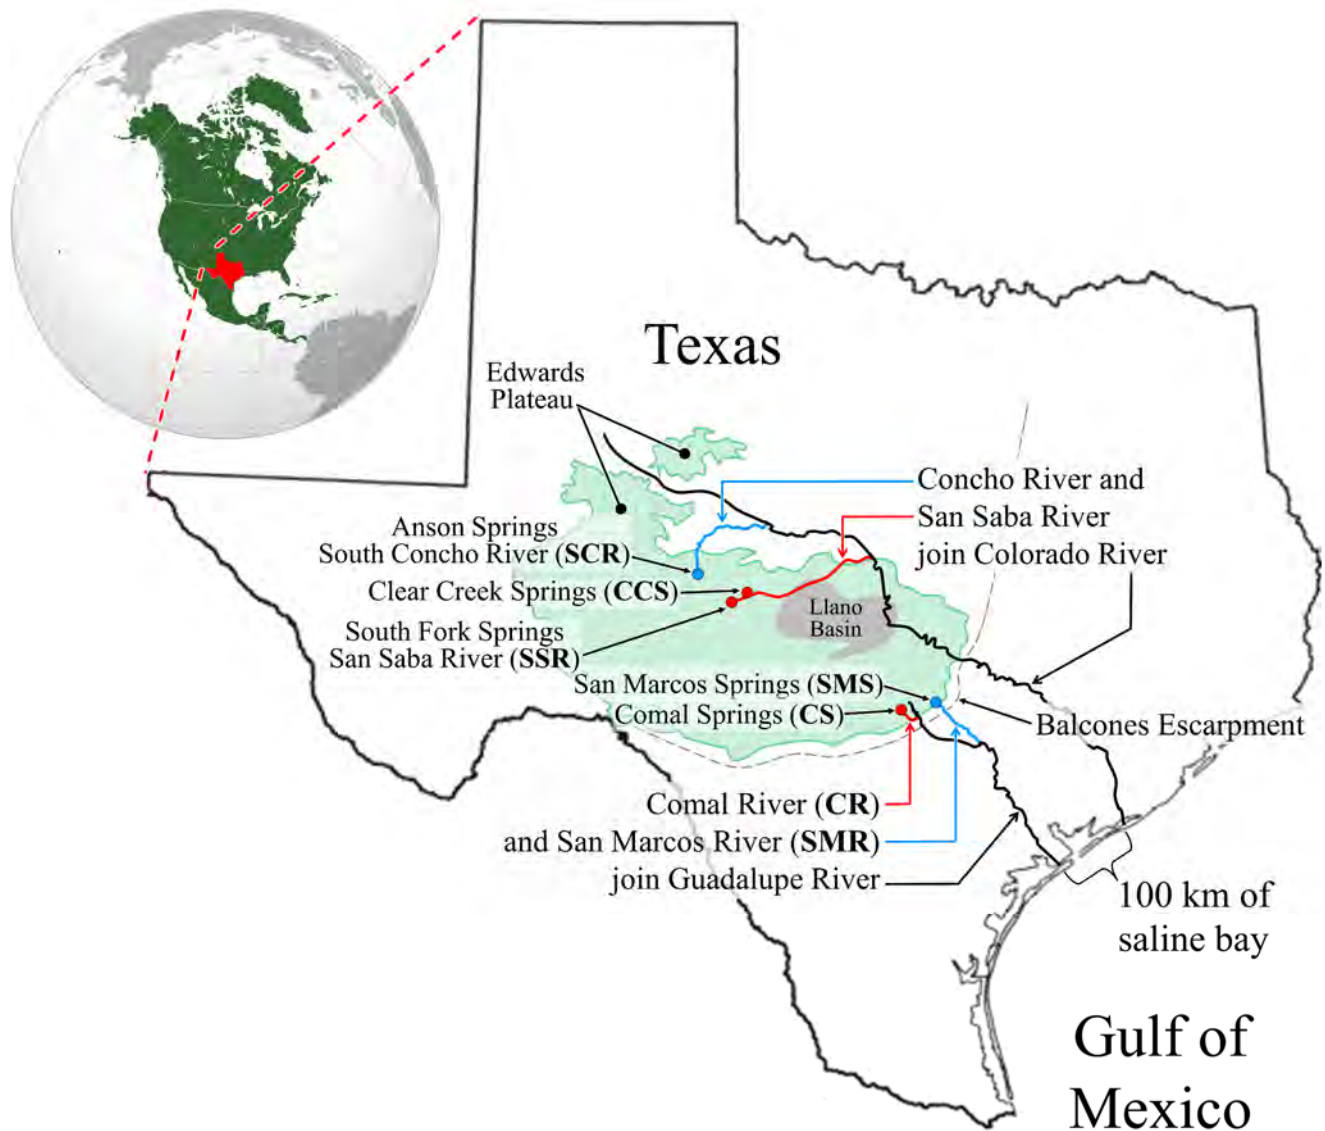 Texas
Edwards
Plateau
Concho River and
San Saba River
join Colorado River
Anson Springs
South Concho River (SCR)
Clear Creek Springs (CCS)
South Fork Springs
San Saba River (SSR)
Llano
Basin
San Marcos Springs (SMS)
Comal Springs (CS)
Balcones Escarpment
Comal River (CR)
and San Marcos River (SMR)
join Guadalupe River
100 km of
saline bay
Gulf of
Mexico